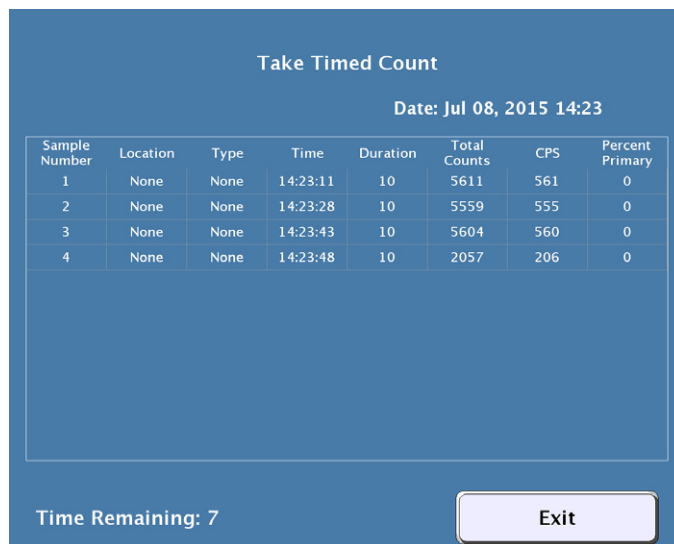 Take Timed Count
Date: Jul 08, 2015 14:23
Sample Number Location Type Time Duration Total Counts CPS Percent Primary
1 None None 14:23:11 10 5611 561 0
2 None None 14:23:28 10 5559 555 0
3 None None 14:23:43 10 5604 560 0
4 None None 14:23:48 10 2057 206 0
Time Remaining: 7 Exit